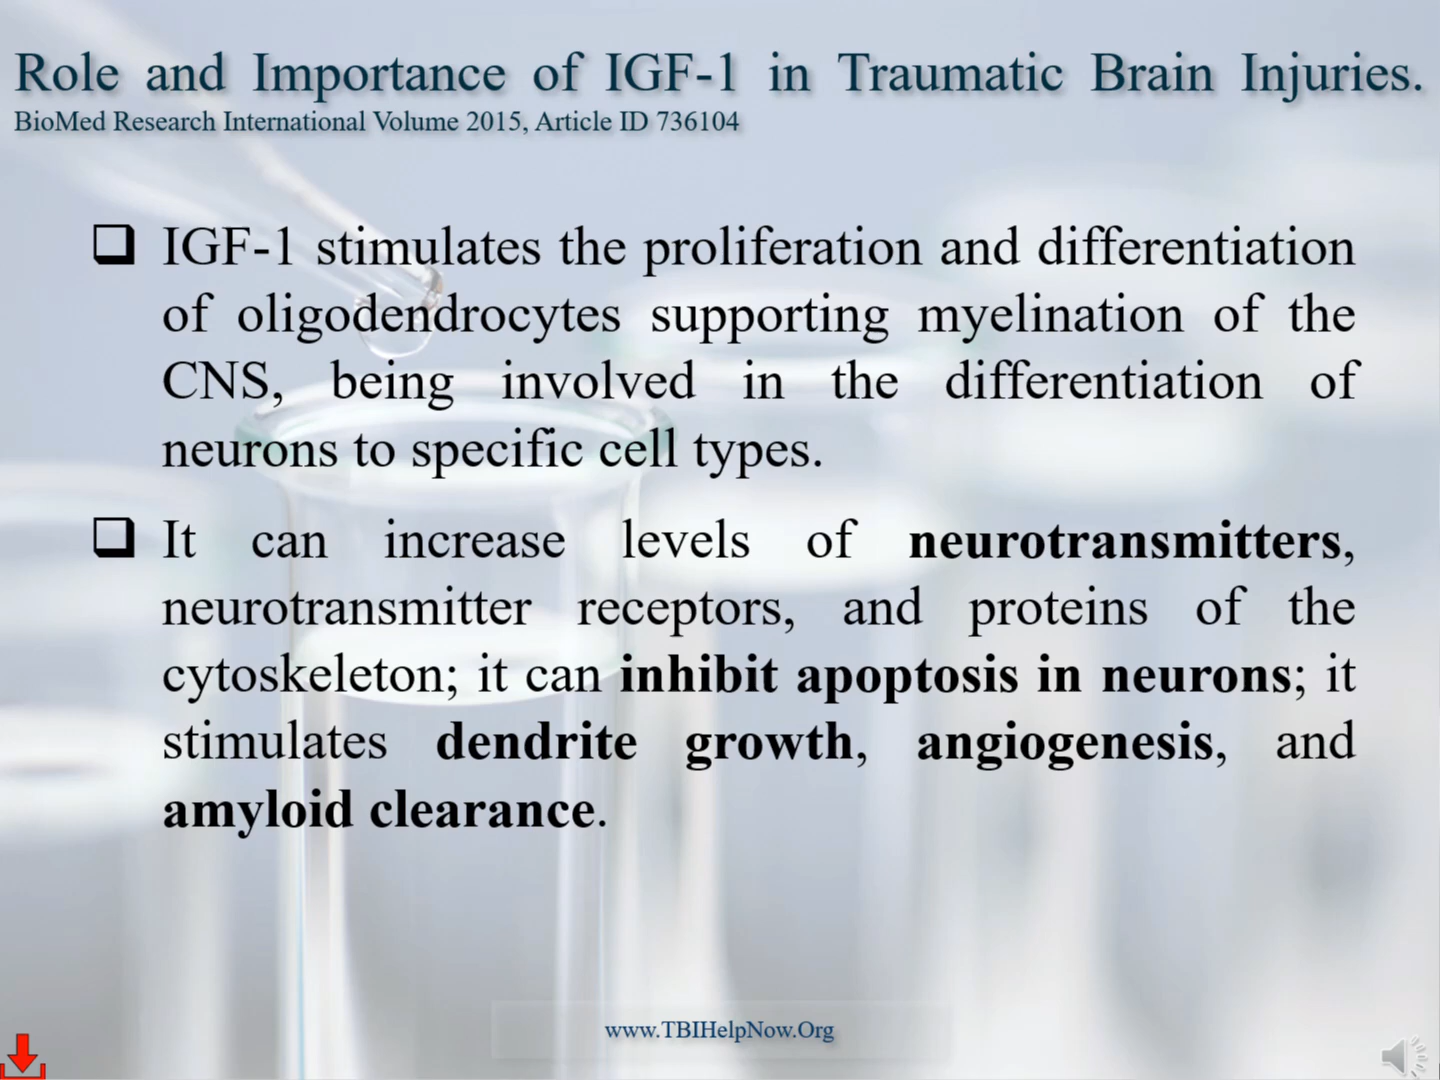 Role and Importance of IGF-1 in Traumatic Brain Injuries.
BioMed Research International Volume 2015, Article ID 736104
IGF-1 stimulates the proliferation and differentiation
of oligodendrocytes supporting myelination of the
CNS, being involved in the differentiation of
neurons to specific cell types.
It can increase levels of neurotransmitters,
neurotransmitter receptors, and proteins of the
cytoskeleton; it can inhibit apoptosis in neurons; it
stimulates dendrite growth, angiogenesis, and
amyloid clearance.
www.TBIHelpNow.Org